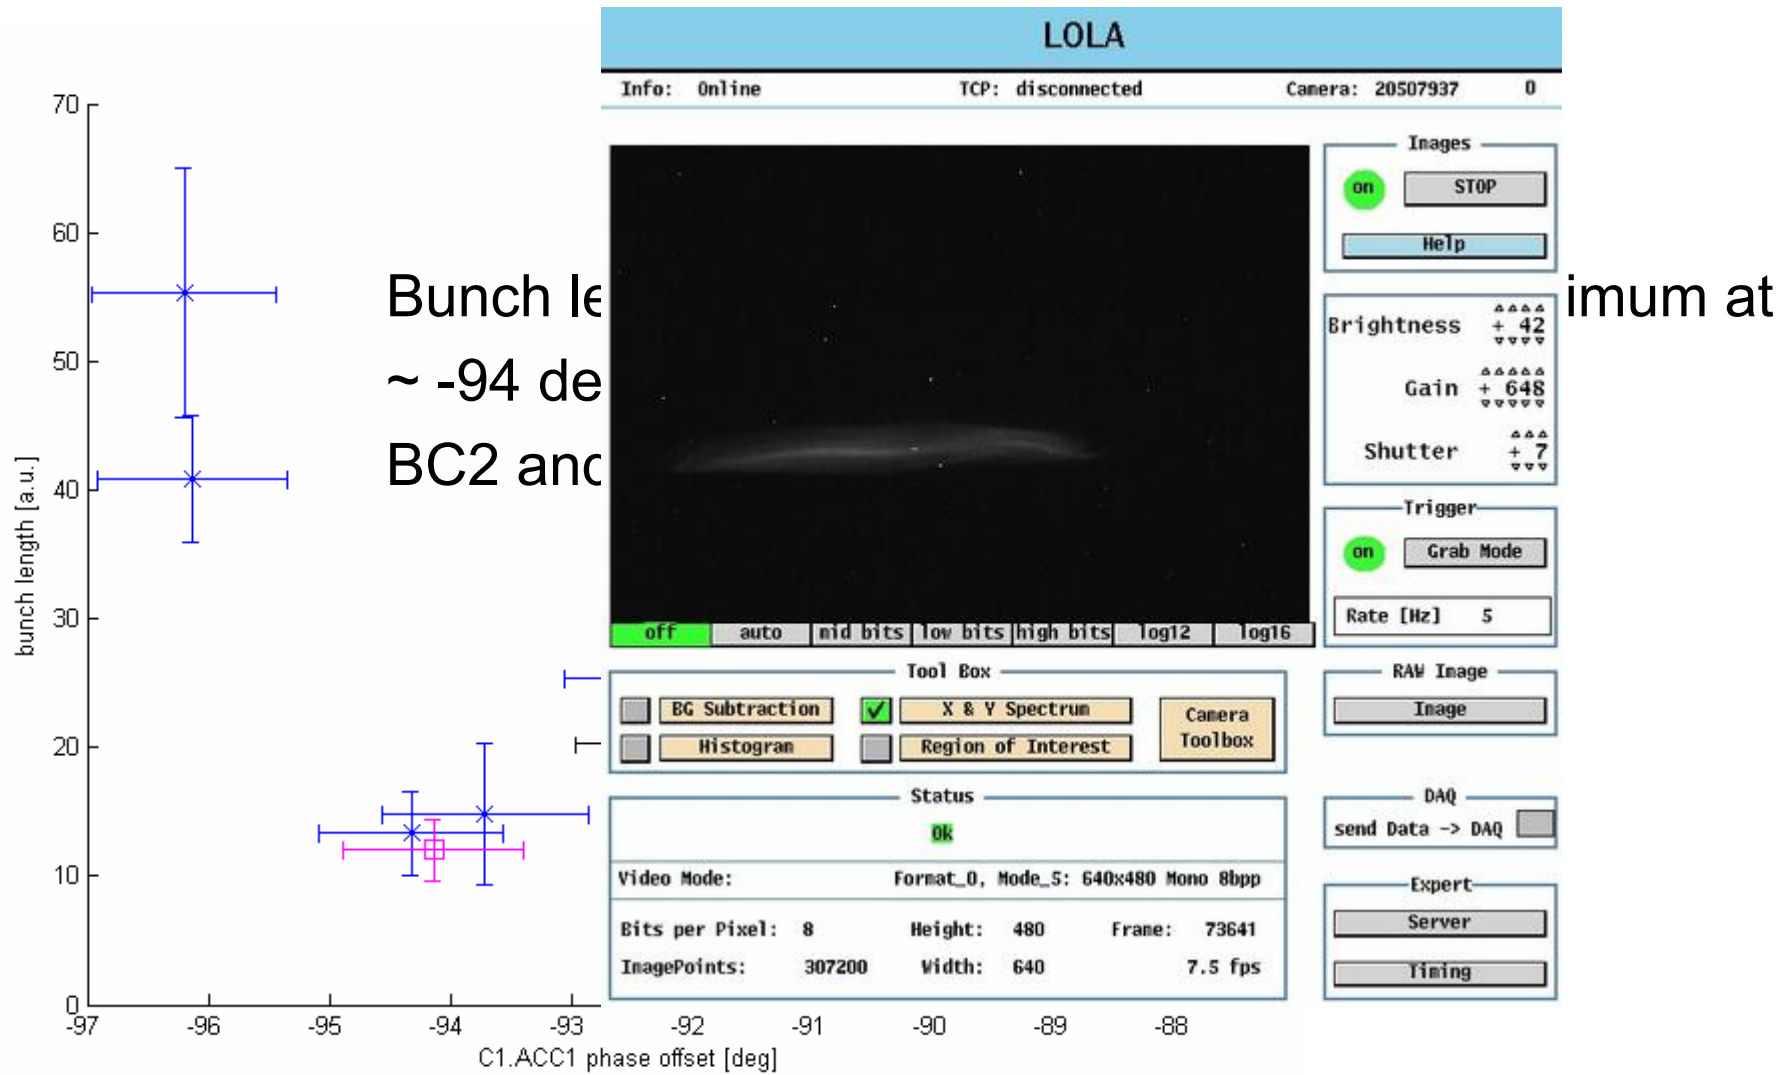 LOLA
Info: Online TCP: disconnected Camera: 20507937 0
Images
on STOP
Help
Brightness + 42
Gain + 648
Shutter + 7
Trigger
on Grab Mode
Rate [Hz] 5
off auto mid bits low bits high bits log12 log16
Tool Box
BG Subtraction X & Y Spectrum Camera Toolbox
Histogram Region of Interest
RAW Image
Image
Status
Ok
Video Mode: Format_0, Mode_5: 640x480 Mono 8bpp
Bits per Pixel: 8 Height: 480 Frame: 73641
ImagePoints: 307200 Width: 640 7.5 fps
DAQ
send Data -> DAQ
Expert
Server
Timing
Bunch le imum at
~ -94 de
BC2 and
70
60
50
40
30
20
10
0
bunch length [a.u.]
-97 -96 -95 -94 -93 -92 -91 -90 -89 -88
C1.ACC1 phase offset [deg]